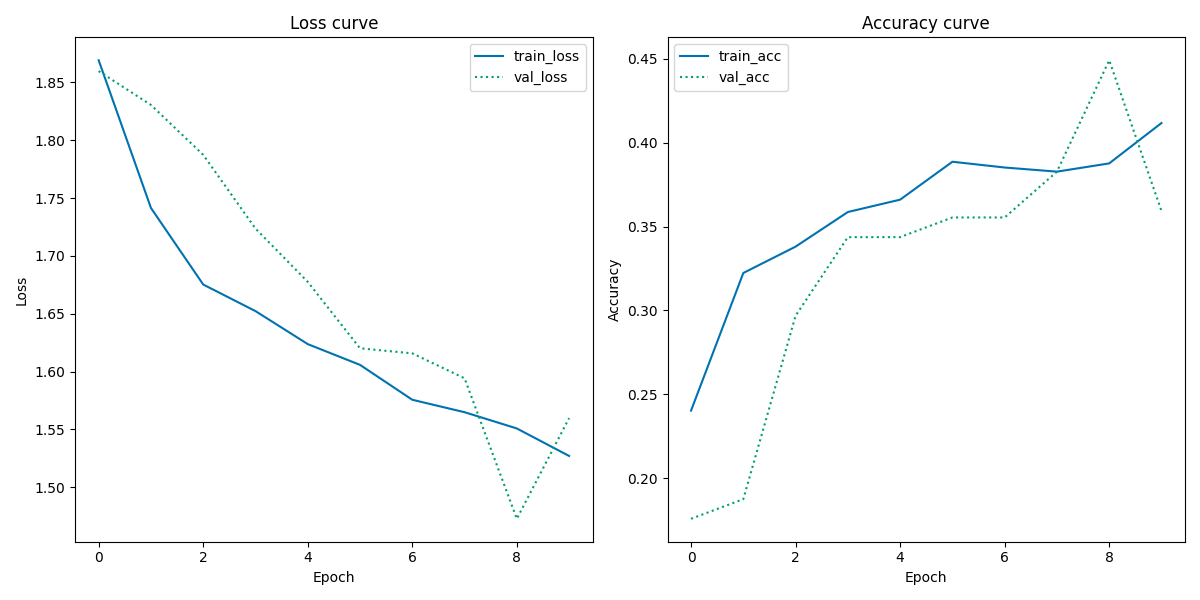 Loss curve
train_loss
val_loss
1.85
1.80
1.75
1.70
1.65
1.60
1.55
1.50
Loss
0 2 4 6 8
Epoch
Accuracy curve
train_acc
val_acc
0.45
0.40
0.35
0.30
0.25
0.20
Accuracy
0 2 4 6 8
Epoch